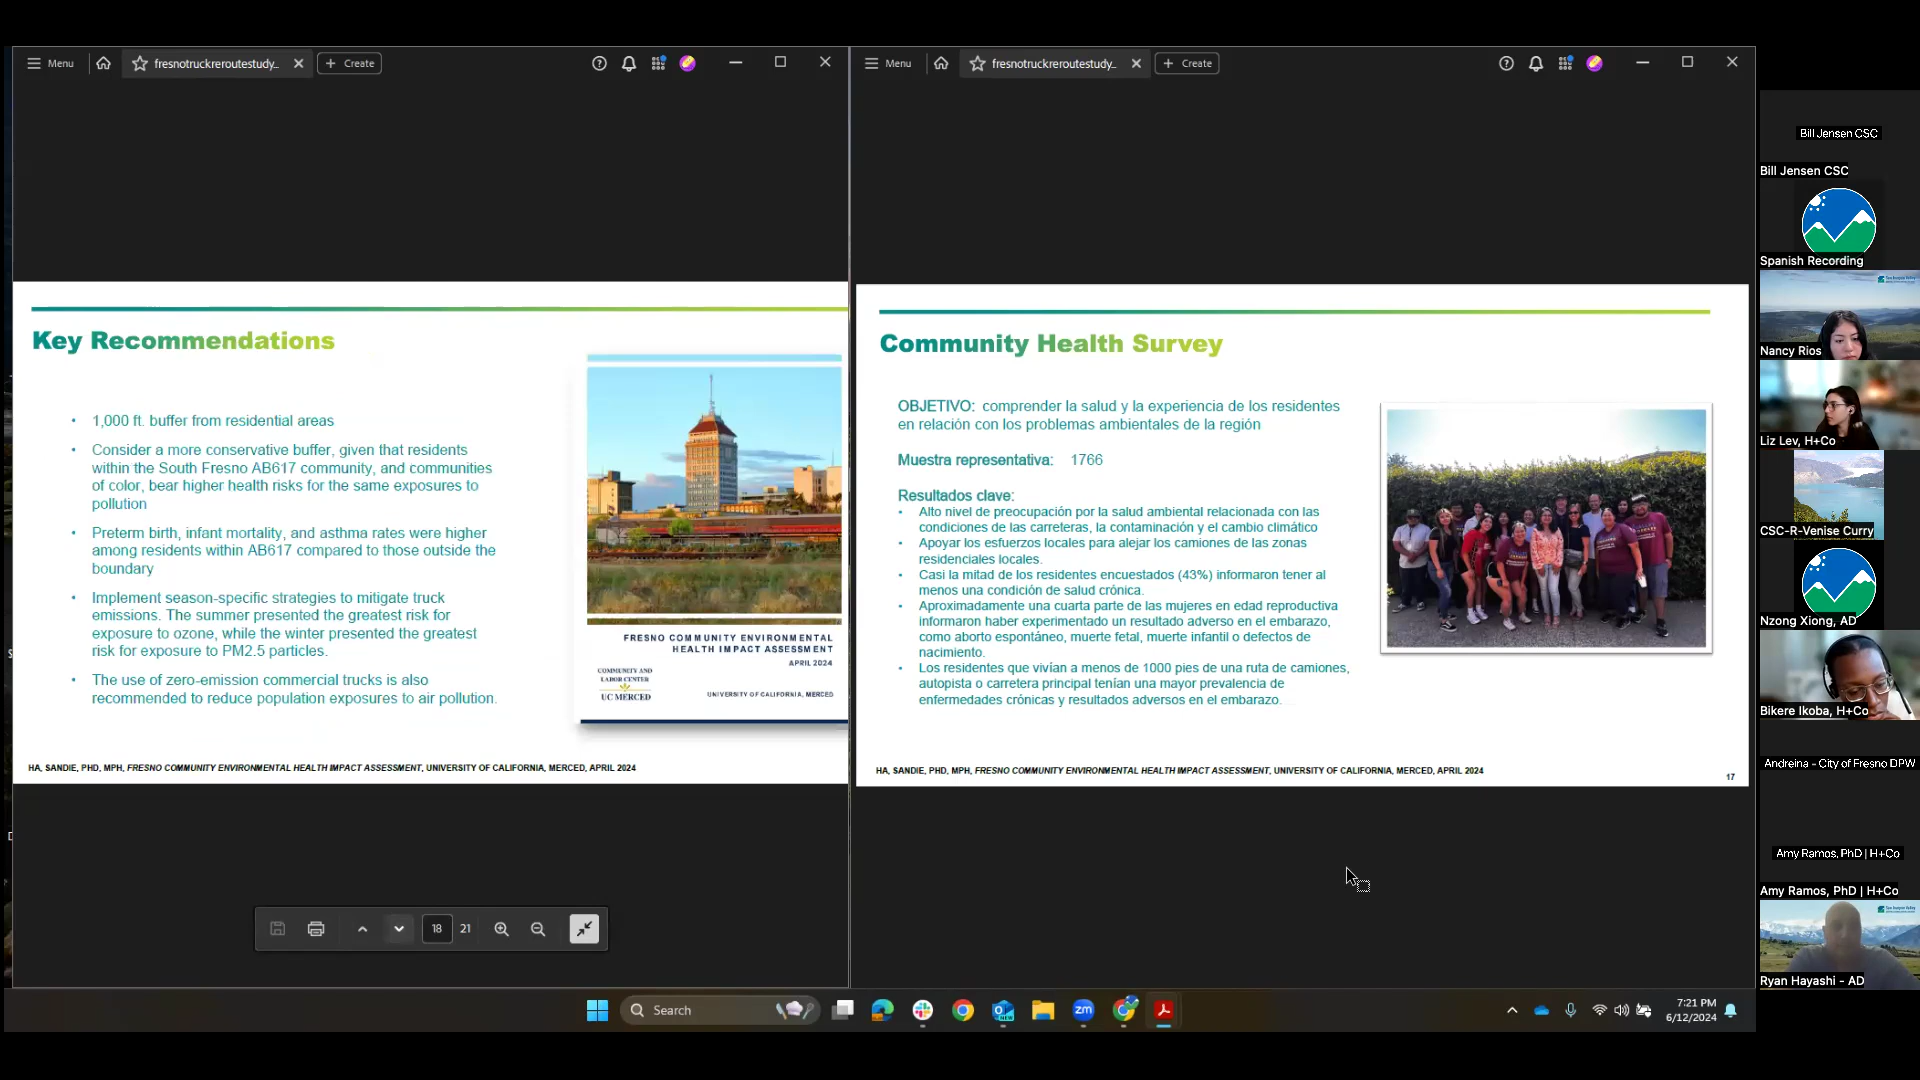 Menu
fresnotruckreroutestudy...
Create
Key Recommendations
• 1,000 ft. buffer from residential areas
• Consider a more conservative buffer, given that residents
within the South Fresno AB617 community, and communities
of color, bear higher health risks for the same exposures to
pollution
• Preterm birth, infant mortality, and asthma rates were higher
among residents within AB617 compared to those outside the
boundary
• Implement season-specific strategies to mitigate truck
emissions. The summer presented the greatest risk for
exposure to ozone, while the winter presented the greatest
risk for exposure to PM2.5 particles.
• The use of zero-emission commercial trucks is also
recommended to reduce population exposures to air pollution.
FRESNO COMMUNITY ENVIRONMENTAL
HEALTH IMPACT ASSESSMENT
APRIL 2024
COMMUNITY AND
LABOR CENTER
UC MERCED
UNIVERSITY OF CALIFORNIA, MERCED
HA, SANDIE, PHD, MPH, FRESNO COMMUNITY ENVIRONMENTAL HEALTH IMPACT ASSESSMENT, UNIVERSITY OF CALIFORNIA, MERCED, APRIL 2024
18 21
Menu
fresnotruckreroutestudy...
Create
Community Health Survey
OBJETIVO: comprender la salud y la experiencia de los residentes
en relación con los problemas ambientales de la región
Muestra representativa: 1766
Resultados clave:
• Alto nivel de preocupación por la salud ambiental relacionada con las
condiciones de las carreteras, la contaminación y el cambio climático
• Apoyar los esfuerzos locales para alejar los camiones de las zonas
residenciales locales.
• Casi la mitad de los residentes encuestados (43%) informaron tener al
menos una condición de salud crónica.
• Aproximadamente una cuarta parte de las mujeres en edad reproductiva
informaron haber experimentado un resultado adverso en el embarazo,
como aborto espontáneo, muerte fetal, muerte infantil o defectos de
nacimiento.
• Los residentes que vivían a menos de 1000 pies de una ruta de camiones,
autopista o carretera principal tenían una mayor prevalencia de
enfermedades crónicas y resultados adversos en el embarazo.
HA, SANDIE, PHD, MPH, FRESNO COMMUNITY ENVIRONMENTAL HEALTH IMPACT ASSESSMENT, UNIVERSITY OF CALIFORNIA, MERCED, APRIL 2024
17
Bill Jensen CSC
Bill Jensen CSC
Spanish Recording
Nancy Rios
Liz Lev, H+Co
CSC-R-Venise Curry
Nzong Xiong, AD
Bikere Ikoba, H+Co
Andreina - City of Fresno DPW
Amy Ramos, PhD | H+Co
Amy Ramos, PhD | H+Co
Ryan Hayashi - AD
Search
zm
7:21 PM
6/12/2024